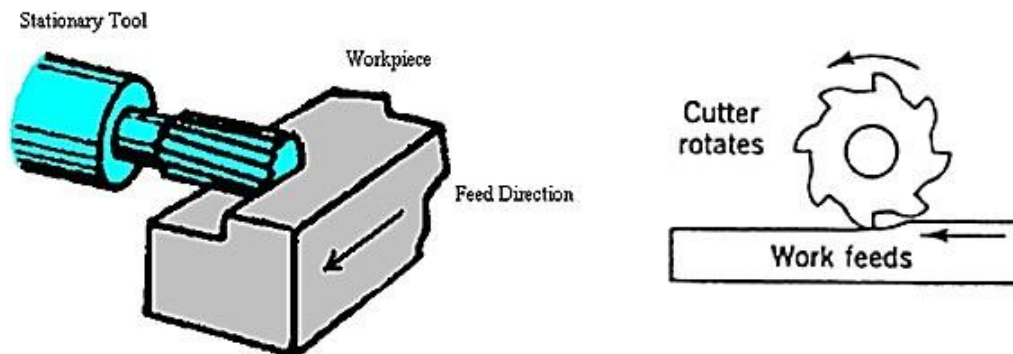 Stationary Tool
Workpiece
Feed Direction
Cutter
rotates
Work feeds